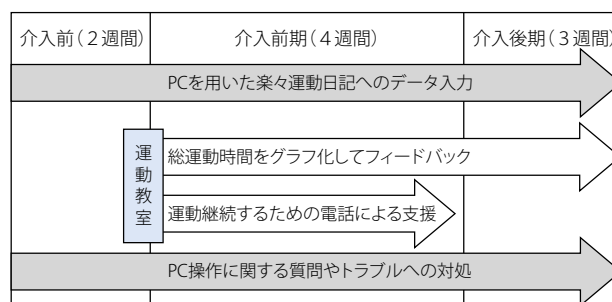 介入前(2週間) 介入前期(4週間) 介入後期(3週間)
PCを用いた楽々運動日記へのデータ入力
運動教室
総運動時間をグラフ化してフィードバック
運動継続するための電話による支援
PC操作に関する質問やトラブルへの対処